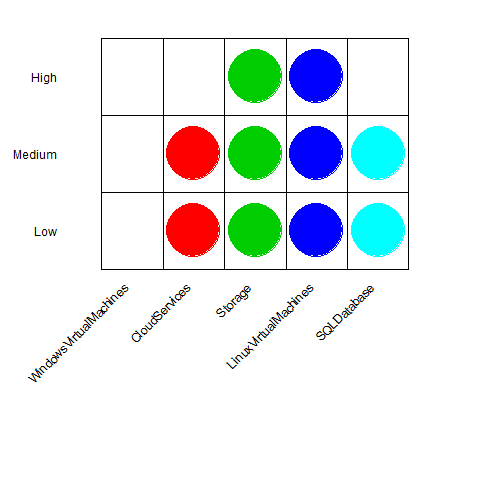 High
Medium
Low
WindowsVirtualMachines
CloudServices
Storage
LinuxVirtualMachines
SQLDatabase